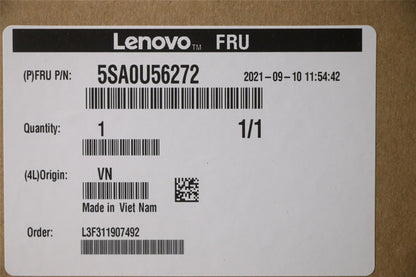 Lenovo™ FRU
(P)FRU P/N: 5SA0U56272 2021-09-10 11:54:42
Quantity: 1 1/1
(4L)Origin: VN
Made in Viet Nam
Order: L3F311907492